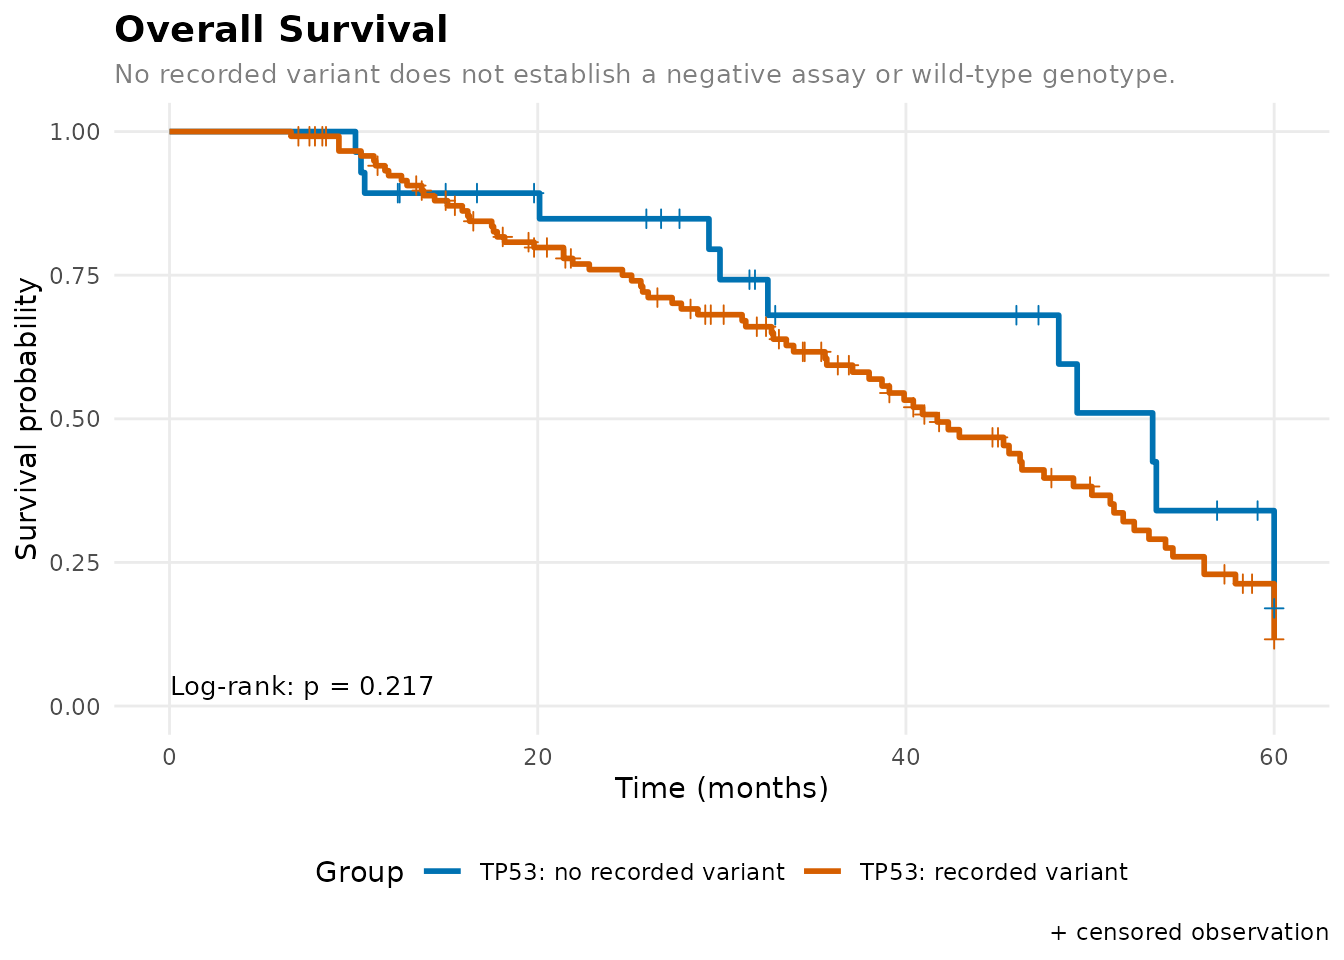 Overall Survival
No recorded variant does not establish a negative assay or wild-type genotype.
Survival probability
1.00
0.75
0.50
0.25
0.00
Log-rank: p = 0.217
0 20 40 60
Time (months)
Group TP53: no recorded variant TP53: recorded variant
+ censored observation